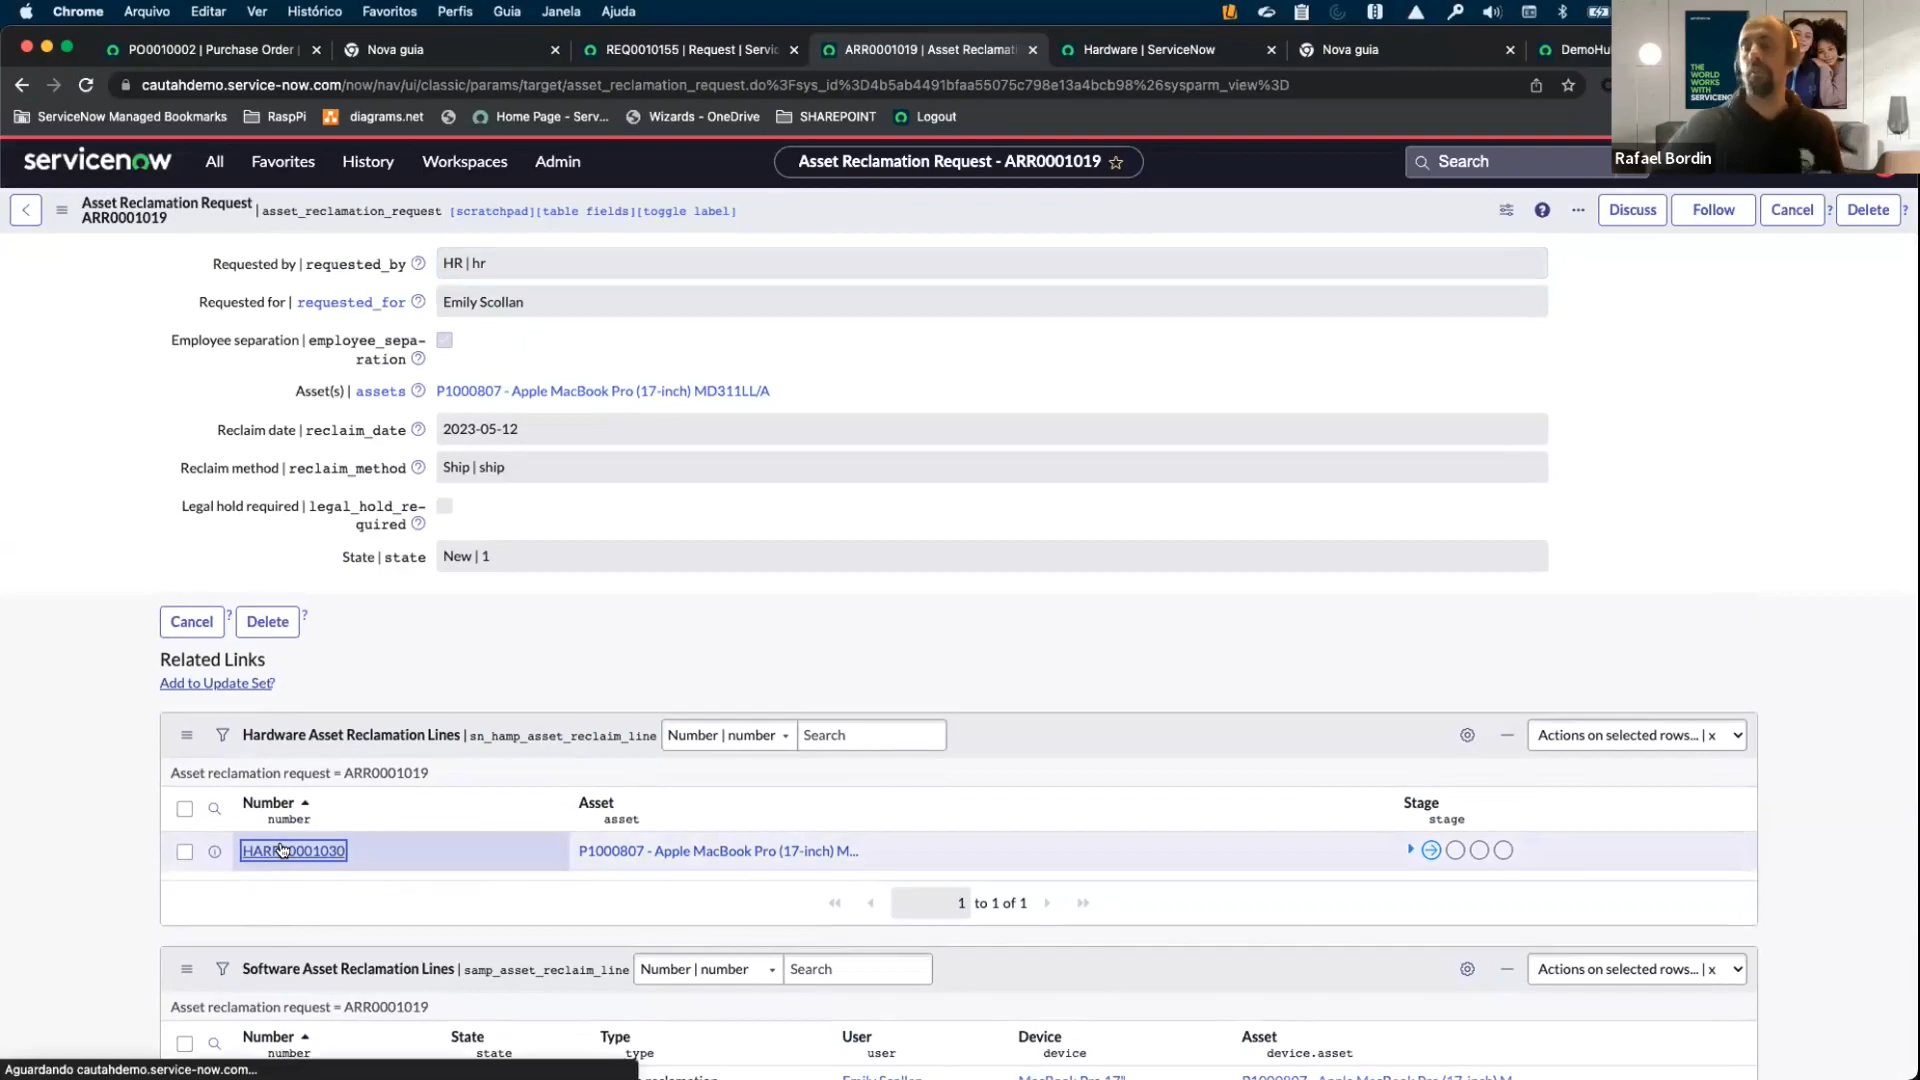 Chrome Arquivo Editar Ver Histórico Favoritos Perfis Guia Janela Ajuda
PO0010002 | Purchase Order
Nova guia
REQ0010155 | Request | Servic
ARR0001019 | Asset Reclamati
Hardware | ServiceNow
Nova guia
DemoHu
cautahdemo.service-now.com/now/nav/ui/classic/params/target/asset_reclamation_request.do%3Fsys_id%3D4b5ab4491bfaa55075c798e13a4bcb98%26sysparm_view%3D
ServiceNow Managed Bookmarks RaspPi diagrams.net Home Page - Serv... Wizards - OneDrive SHAREPOINT Logout
THE
WORLD
WORKS
WITH
SERVICENOW
Rafael Bordin
servicenow All Favorites History Workspaces Admin Asset Reclamation Request - ARR0001019 Search
Asset Reclamation Request
ARR0001019
| asset_reclamation_request [scratchpad][table fields][toggle label]
Discuss Follow Cancel ? Delete ?
Requested by | requested_by HR | hr
Requested for | requested_for Emily Scollan
Employee separation | employee_sepa-
ration
Asset(s) | assets P1000807 - Apple MacBook Pro (17-inch) MD311LL/A
Reclaim date | reclaim_date 2023-05-12
Reclaim method | reclaim_method Ship | ship
Legal hold required | legal_hold_re-
quired
State | state New | 1
Cancel ? Delete ?
Related Links
Add to Update Set?
Hardware Asset Reclamation Lines | sn_hamp_asset_reclaim_line Number | number Search Actions on selected rows... | x
Asset reclamation request = ARR0001019
Number Asset Stage
number asset stage
P1000807 - Apple MacBook Pro (17-inch) M...
1 to 1 of 1
Software Asset Reclamation Lines | samp_asset_reclaim_line Number | number Search Actions on selected rows... | x
Asset reclamation request = ARR0001019
Number State Type User Device Asset
number state type user device device.asset
Aguardando cautahdemo.service-now.com...